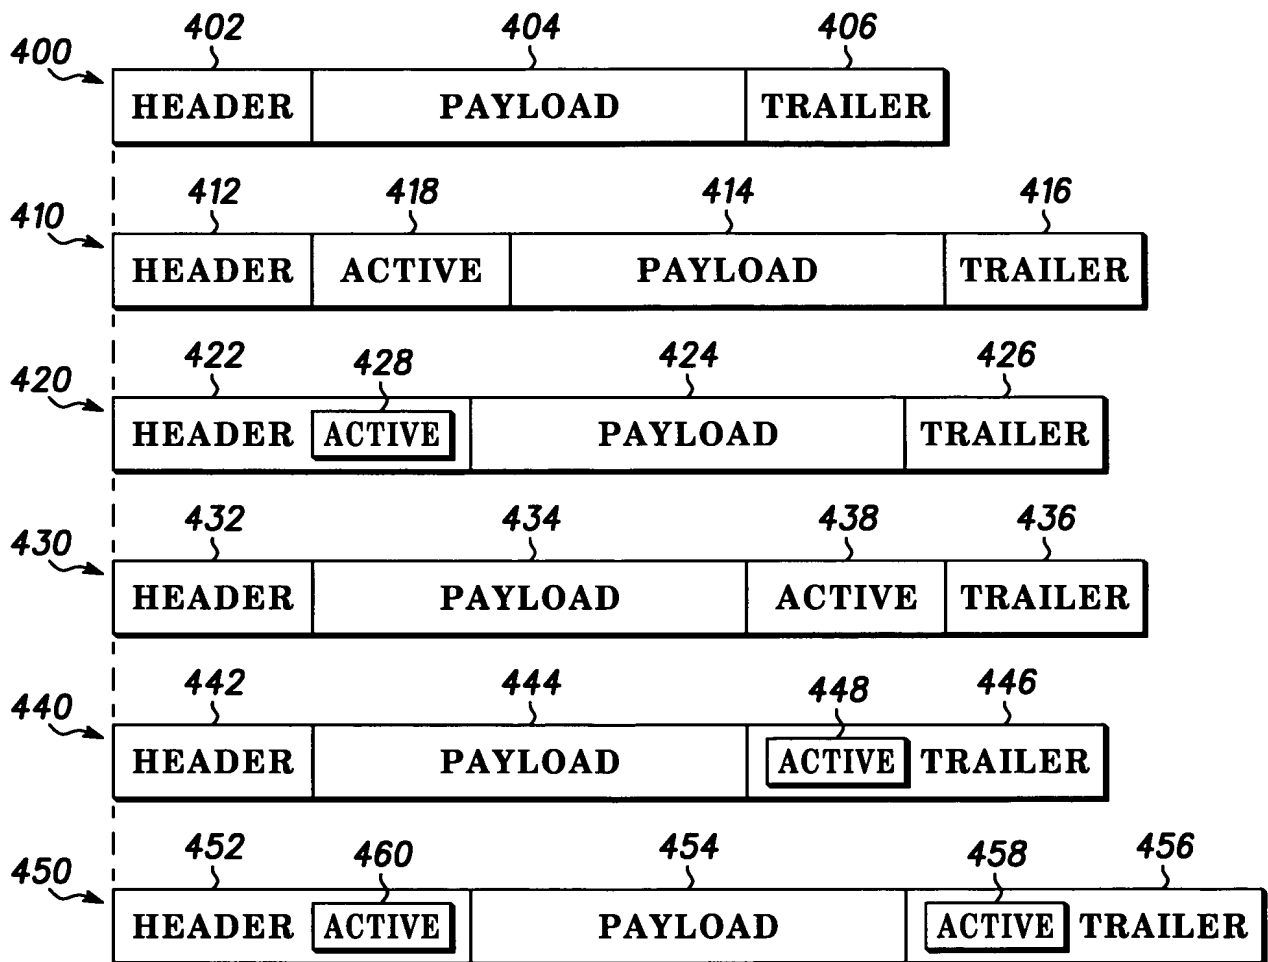 400 402 404 406
HEADER PAYLOAD TRAILER
410 412 418 414 416
HEADER ACTIVE PAYLOAD TRAILER
420 422 428 424 426
HEADER ACTIVE PAYLOAD TRAILER
430 432 434 438 436
HEADER PAYLOAD ACTIVE TRAILER
440 442 444 448 446
HEADER PAYLOAD ACTIVE TRAILER
450 452 460 454 458 456
HEADER ACTIVE PAYLOAD ACTIVE TRAILER